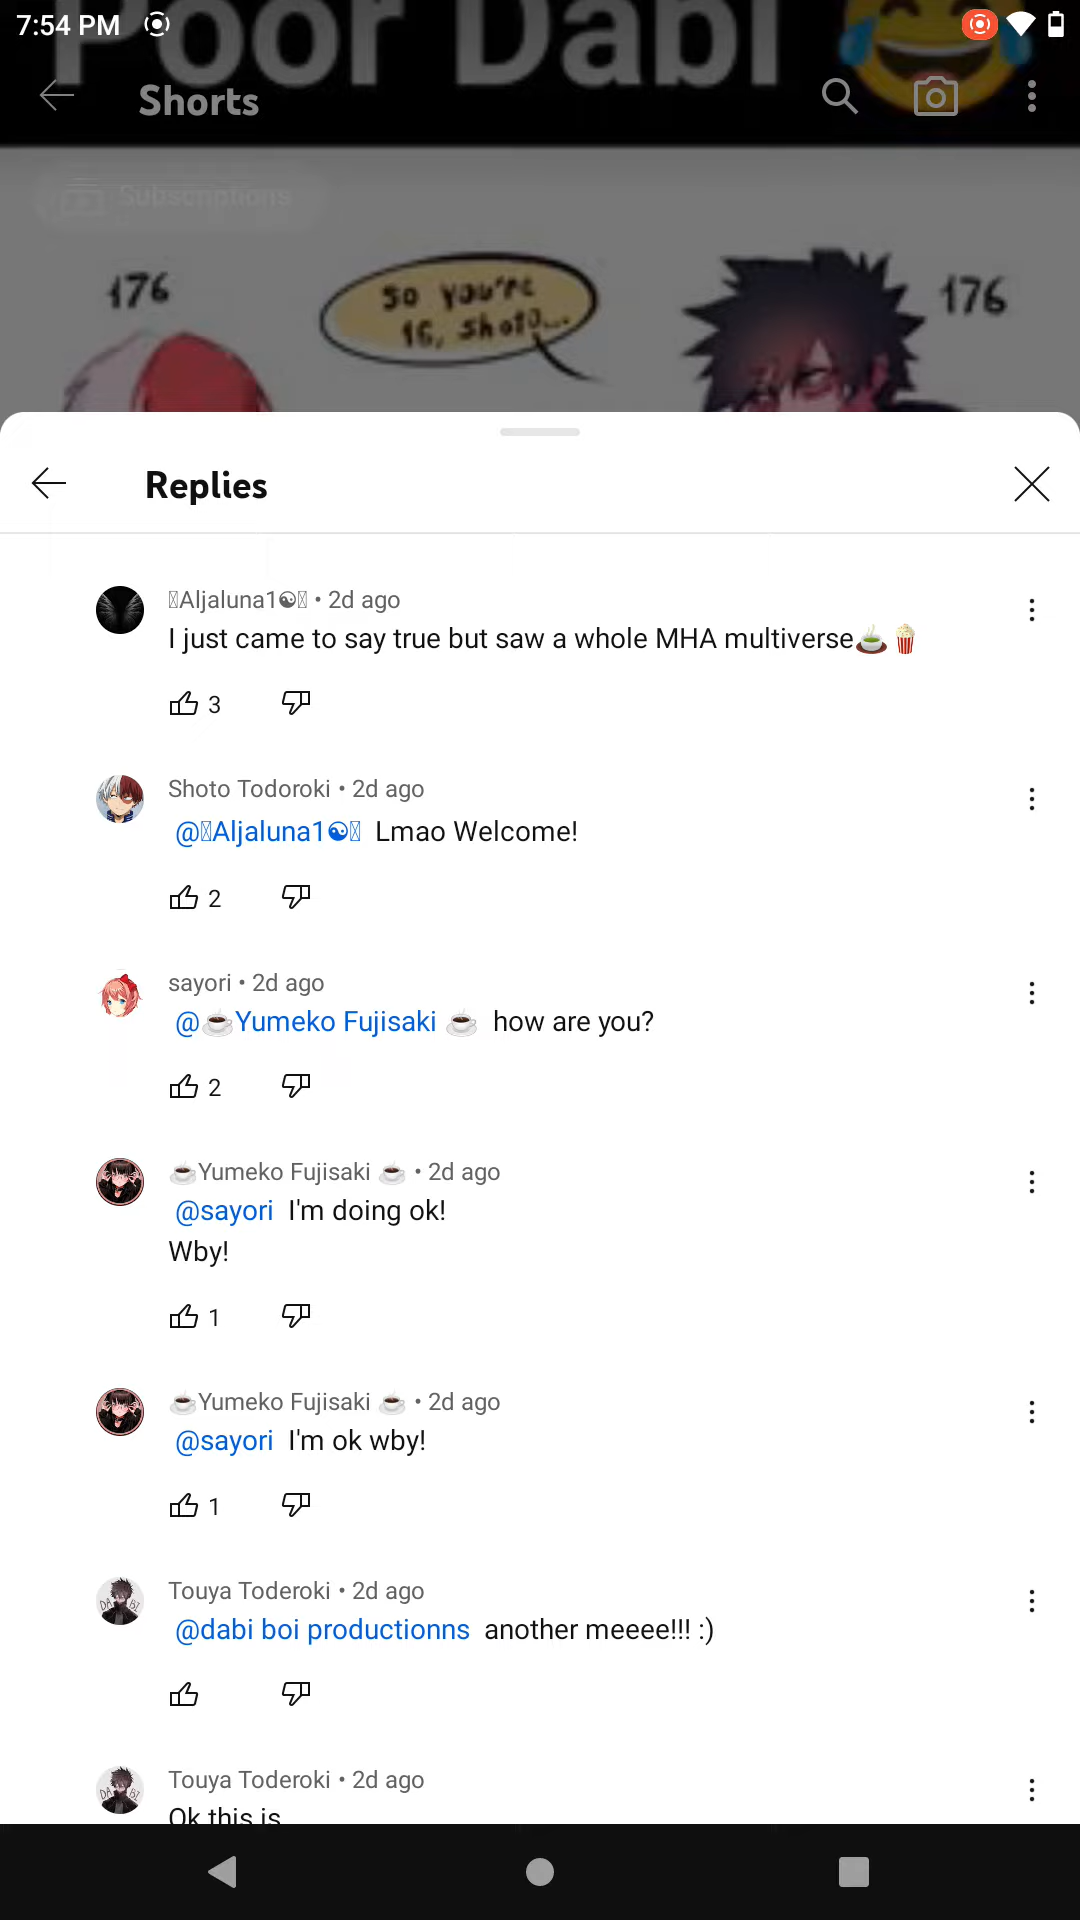 Poor Dabi 😂
7:54 PM
Shorts
Subscriptions
176
So you're
16, Shoto...
176
Replies
Aljaluna1☯ • 2d ago
I just came to say true but saw a whole MHA multiverse🍵🍿
3
Shoto Todoroki • 2d ago
@Aljaluna1☯ Lmao Welcome!
2
sayori • 2d ago
@☕Yumeko Fujisaki ☕ how are you?
2
☕Yumeko Fujisaki ☕ • 2d ago
@sayori I'm doing ok!
Wby!
1
☕Yumeko Fujisaki ☕ • 2d ago
@sayori I'm ok wby!
1
Touya Toderoki • 2d ago
@dabi boi productionns another meeee!!! :)
Touya Toderoki • 2d ago
Ok this is